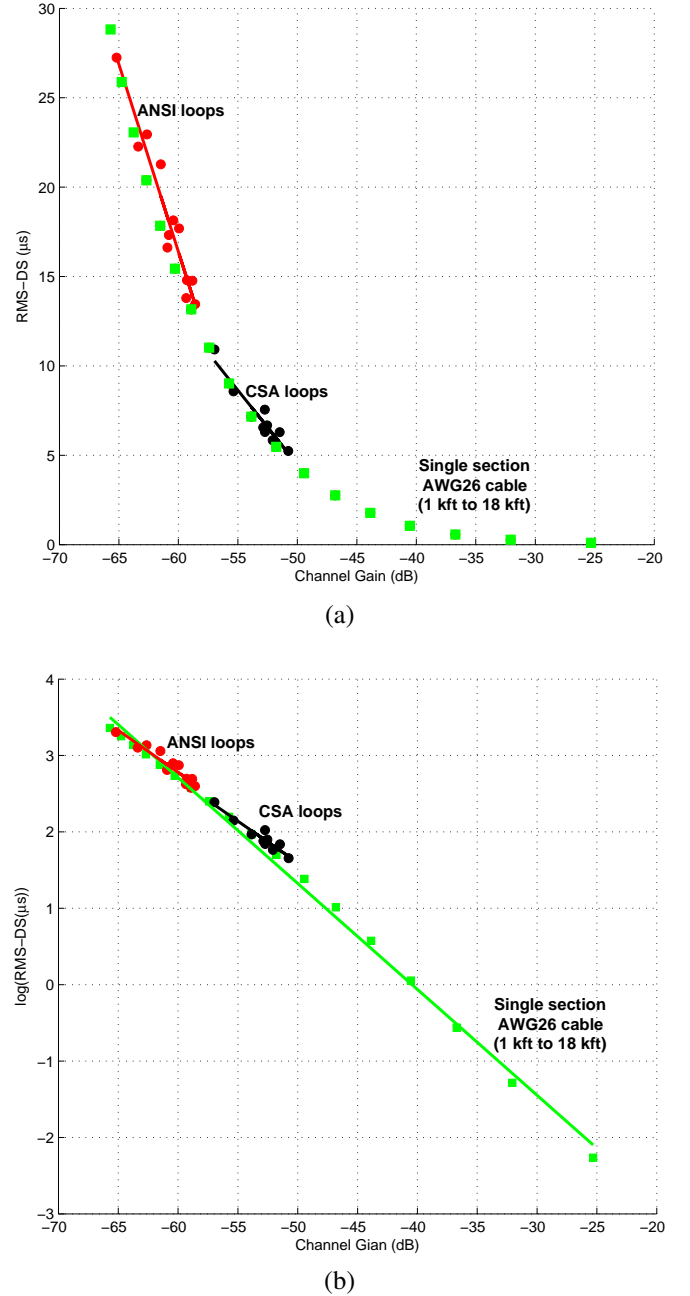 30
25
20
15
10
5
0
RMS−DS (μs)
ANSI loops
CSA loops
Single section
AWG26 cable
(1 kft to 18 kft)
−70 −65 −60 −55 −50 −45 −40 −35 −30 −25 −20
Channel Gain (dB)
(a)
4
3
2
1
0
−1
−2
−3
log(RMS−DS(μs))
ANSI loops
CSA loops
Single section
AWG26 cable
(1 kft to 18 kft)
−70 −65 −60 −55 −50 −45 −40 −35 −30 −25 −20
Channel Gian (dB)
(b)